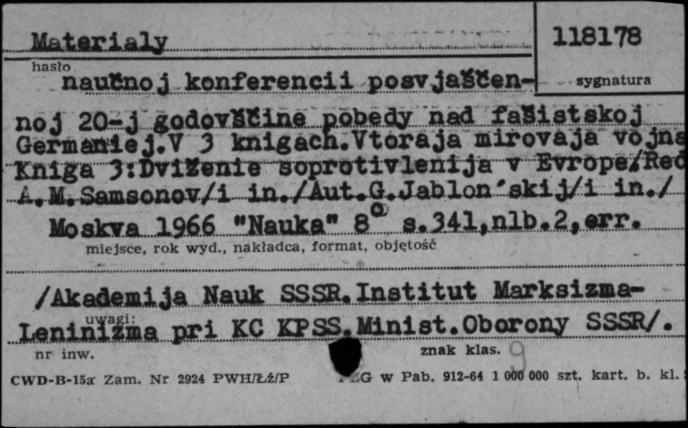 Materialy
118178
hasło
sygnatura
naučnoj konferencii posvjaščen-
noj 20-j godovščine pobedy nad fašistskoj
Germaniej.V 3 knigach.Vtoraja mirovaja vojna
Kniga 3:Dviženie soprotivlenija v Evrope/Red
A.M.Samsonov/i in./Aut.G.Jablon'skij/i in./
Moskva 1966 "Nauka" 8° s.341,nlb.2,err.
miejsce, rok wyd., nakładca, format, objętość
/Akademija Nauk SSSR.Institut Marksizma-
uwagi:
Leninizma pri KC KPSS.Minist.Oborony SSSR/.
nr inw.
znak klas. 9
CWD-B-15a Zam. Nr 2924 PWH/Łź/P
W Pab. 912-64 1 000 000 szt. kart. b. kl.